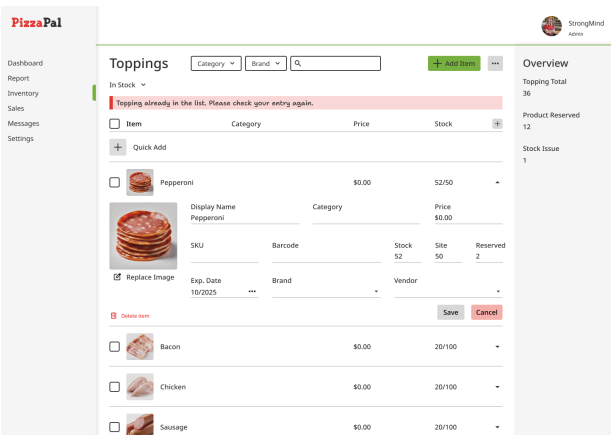 PizzaPal
StrongMind
Admin
Dashboard
Report
Inventory
Sales
Messages
Settings
Toppings
Category
Brand
+ Add Item
In Stock
Topping already in the list. Please check your entry again.
Item Category Price Stock
Quick Add
Pepperoni $0.00 52/50
Display Name Category Price
Pepperoni $0.00
SKU Barcode Stock Site Reserved
52 50 2
Replace Image
Exp. Date Brand Vendor
10/2025
Delete item
Save Cancel
Bacon $0.00 20/100
Chicken $0.00 20/100
Sausage $0.00 20/100
Overview
Topping Total
36
Product Reserved
12
Stock Issue
1